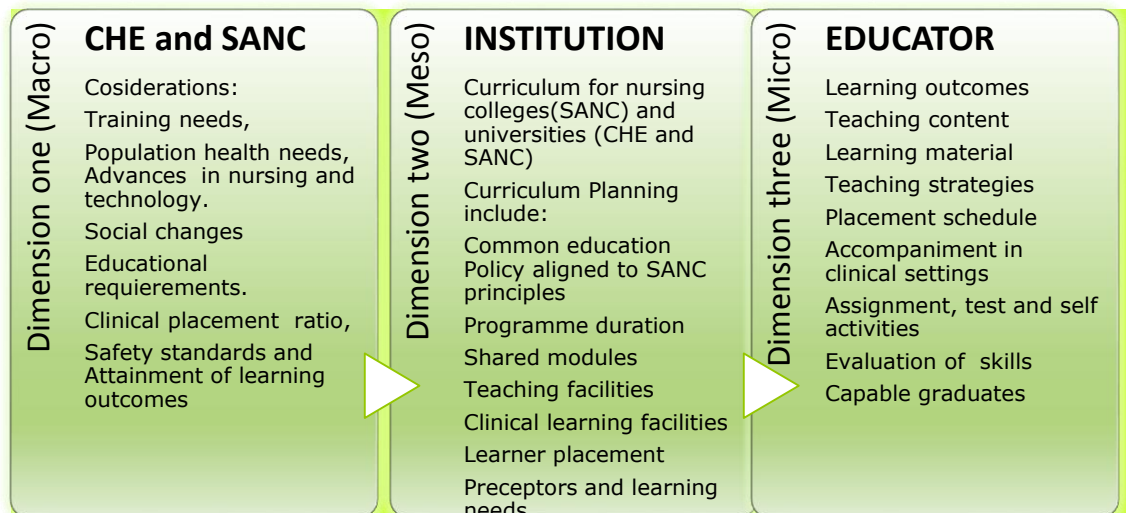 Dimension one (Macro)
CHE and SANC
Cosiderations:
Training needs,
Population health needs,
Advances in nursing and
technology.
Social changes
Educational
requierements.
Clinical placement ratio,
Safety standards and
Attainment of learning
outcomes
Dimension two (Meso)
INSTITUTION
Curriculum for nursing
colleges(SANC) and
universities (CHE and
SANC)
Curriculum Planning
include:
Common education
Policy aligned to SANC
principles
Programme duration
Shared modules
Teaching facilities
Clinical learning facilities
Learner placement
Preceptors and learning
needs
Dimension three (Micro)
EDUCATOR
Learning outcomes
Teaching content
Learning material
Teaching strategies
Placement schedule
Accompaniment in
clinical settings
Assignment, test and self
activities
Evaluation of skills
Capable graduates